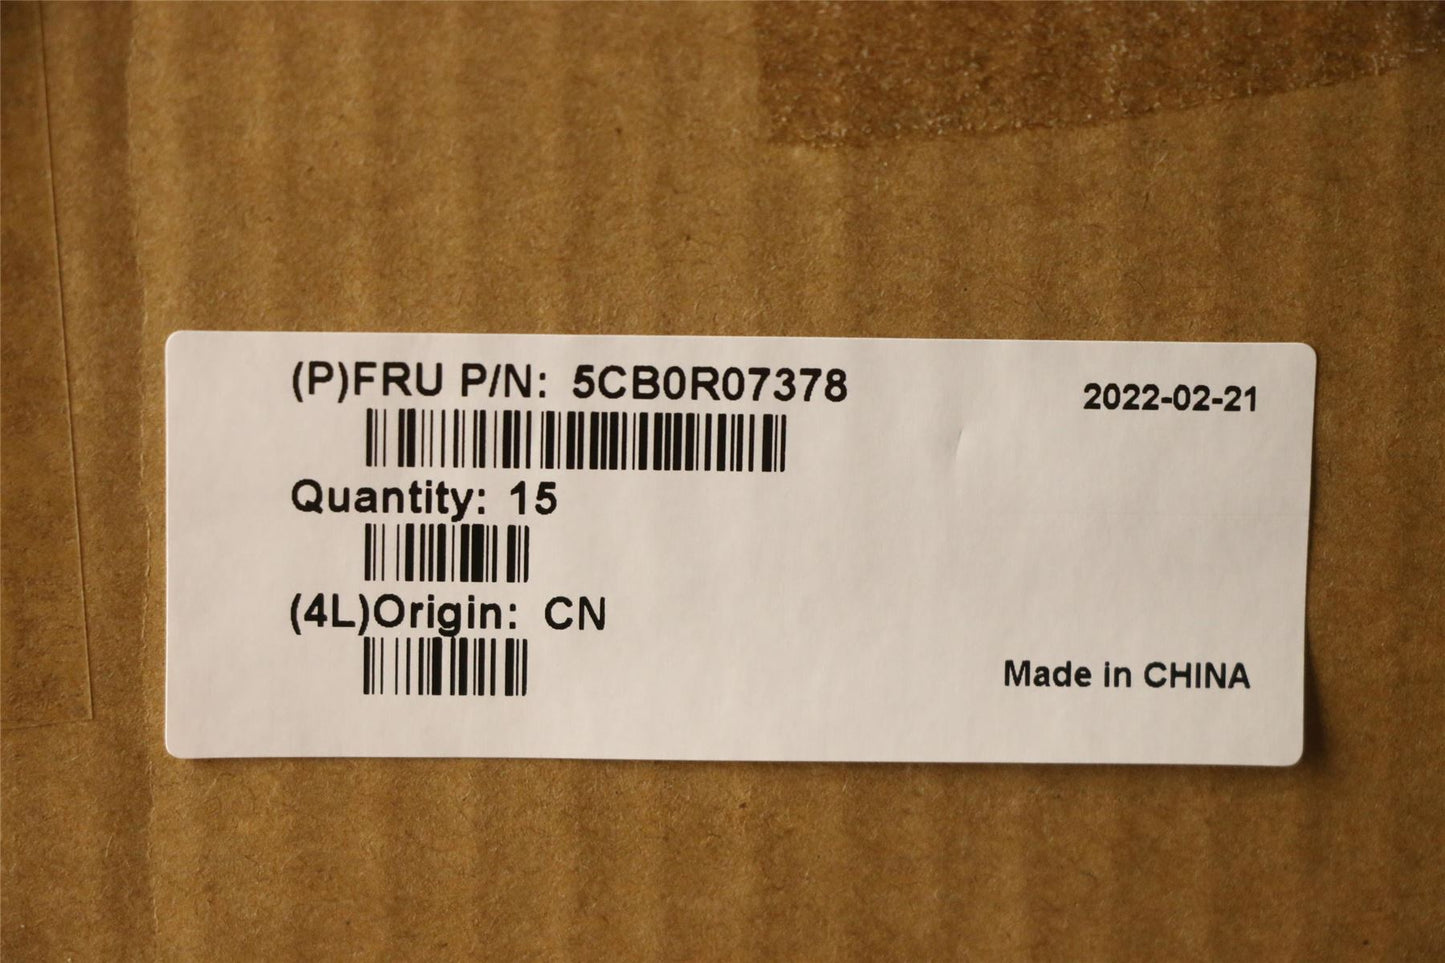 (P)FRU P/N: 5CB0R07378
2022-02-21
Quantity: 15
(4L)Origin: CN
Made in CHINA